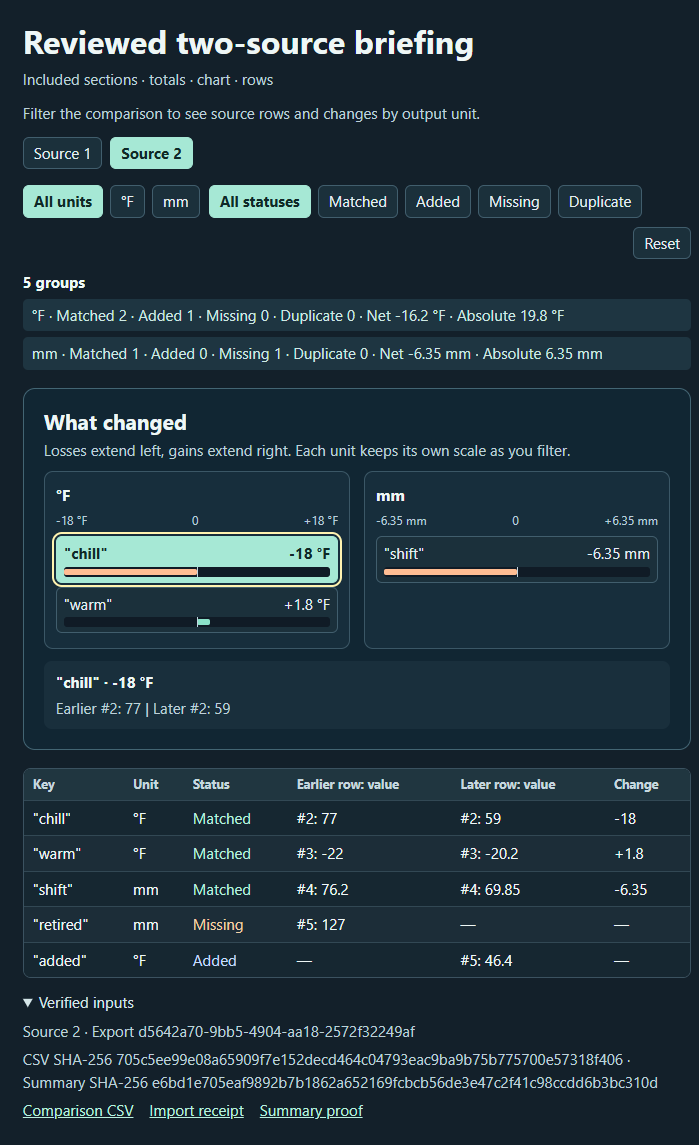 Reviewed two-source briefing
Included sections · totals · chart · rows
Filter the comparison to see source rows and changes by output unit.
Source 1 Source 2
All units °F mm All statuses Matched Added Missing Duplicate
Reset
5 groups
°F · Matched 2 · Added 1 · Missing 0 · Duplicate 0 · Net -16.2 °F · Absolute 19.8 °F
mm · Matched 1 · Added 0 · Missing 1 · Duplicate 0 · Net -6.35 mm · Absolute 6.35 mm
What changed
Losses extend left, gains extend right. Each unit keeps its own scale as you filter.
°F
-18 °F 0 +18 °F
"chill" -18 °F
"warm" +1.8 °F
mm
-6.35 mm 0 +6.35 mm
"shift" -6.35 mm
"chill" · -18 °F
Earlier #2: 77 | Later #2: 59
Key Unit Status Earlier row: value Later row: value Change
"chill" °F Matched #2: 77 #2: 59 -18
"warm" °F Matched #3: -22 #3: -20.2 +1.8
"shift" mm Matched #4: 76.2 #4: 69.85 -6.35
"retired" mm Missing #5: 127 — —
"added" °F Added — #5: 46.4 —
▼ Verified inputs
Source 2 · Export d5642a70-9bb5-4904-aa18-2572f32249af
CSV SHA-256 705c5ee99e08a65909f7e152decd464c04793eac9ba9b75b775700e57318f406 ·
Summary SHA-256 e6bd1e705eaf9892b7b1862a652169fcbcb56de3e47c2f41c98ccdd6b3bc310d
Comparison CSV Import receipt Summary proof